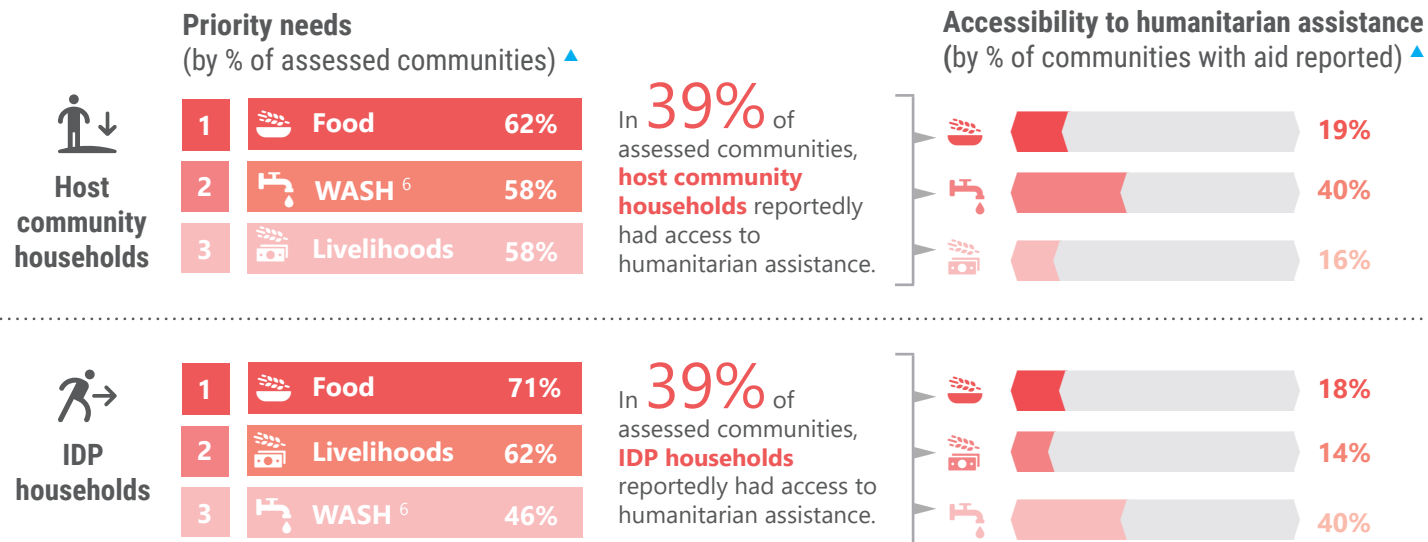 Priority needs
(by % of assessed communities) ▲
Accessibility to humanitarian assistance
(by % of communities with aid reported) ▲
Host
community
households
1 Food 62%
2 WASH 6 58%
3 Livelihoods 58%
In 39% of
assessed communities,
host community
households reportedly
had access to
humanitarian assistance.
19%
40%
16%
IDP
households
1 Food 71%
2 Livelihoods 62%
3 WASH 6 46%
In 39% of
assessed communities,
IDP households
reportedly had access to
humanitarian assistance.
18%
14%
40%